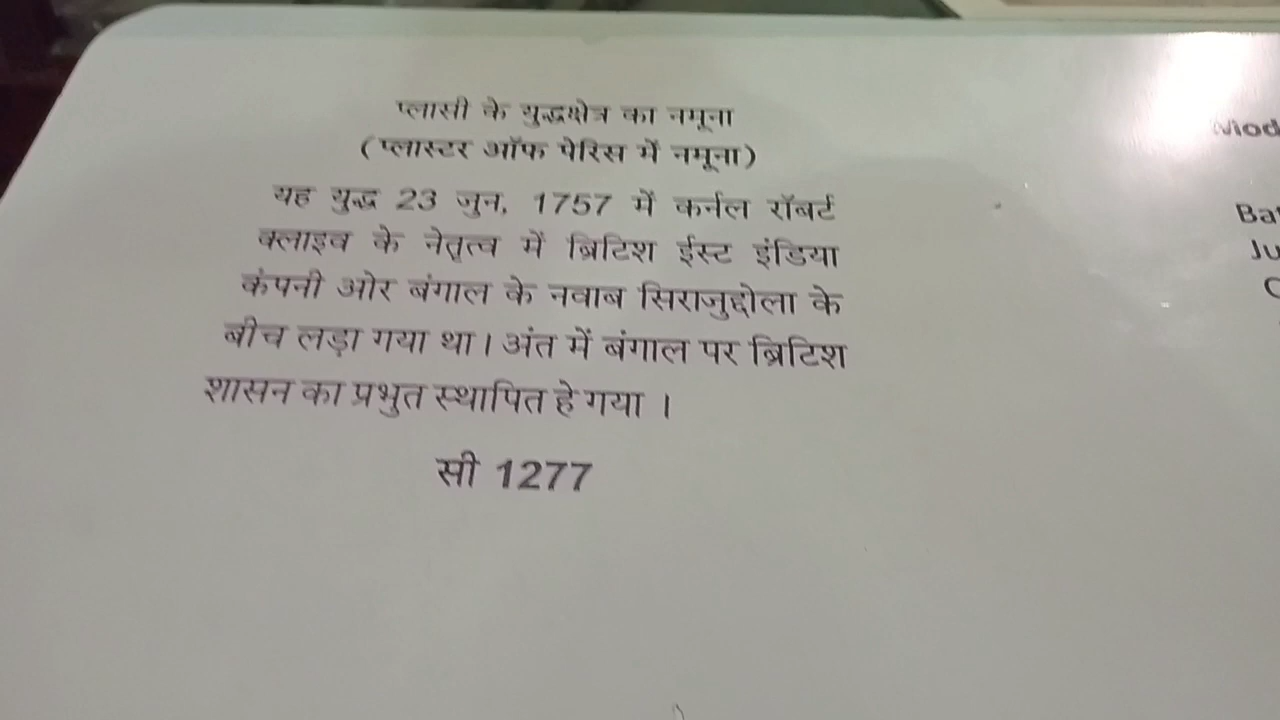 प्लासी के युद्धक्षेत्र का नमूना
(प्लास्टर ऑफ पेरिस में नमूना)
यह युद्ध 23 जुन, 1757 में कर्नल रॉबर्ट
क्लाइव के नेतृत्व में ब्रिटिश ईस्ट इंडिया
कंपनी ओर बंगाल के नवाब सिराजुद्दोला के
बीच लड़ा गया था। अंत में बंगाल पर ब्रिटिश
शासन का प्रभुत स्थापित हे गया ।
सी 1277